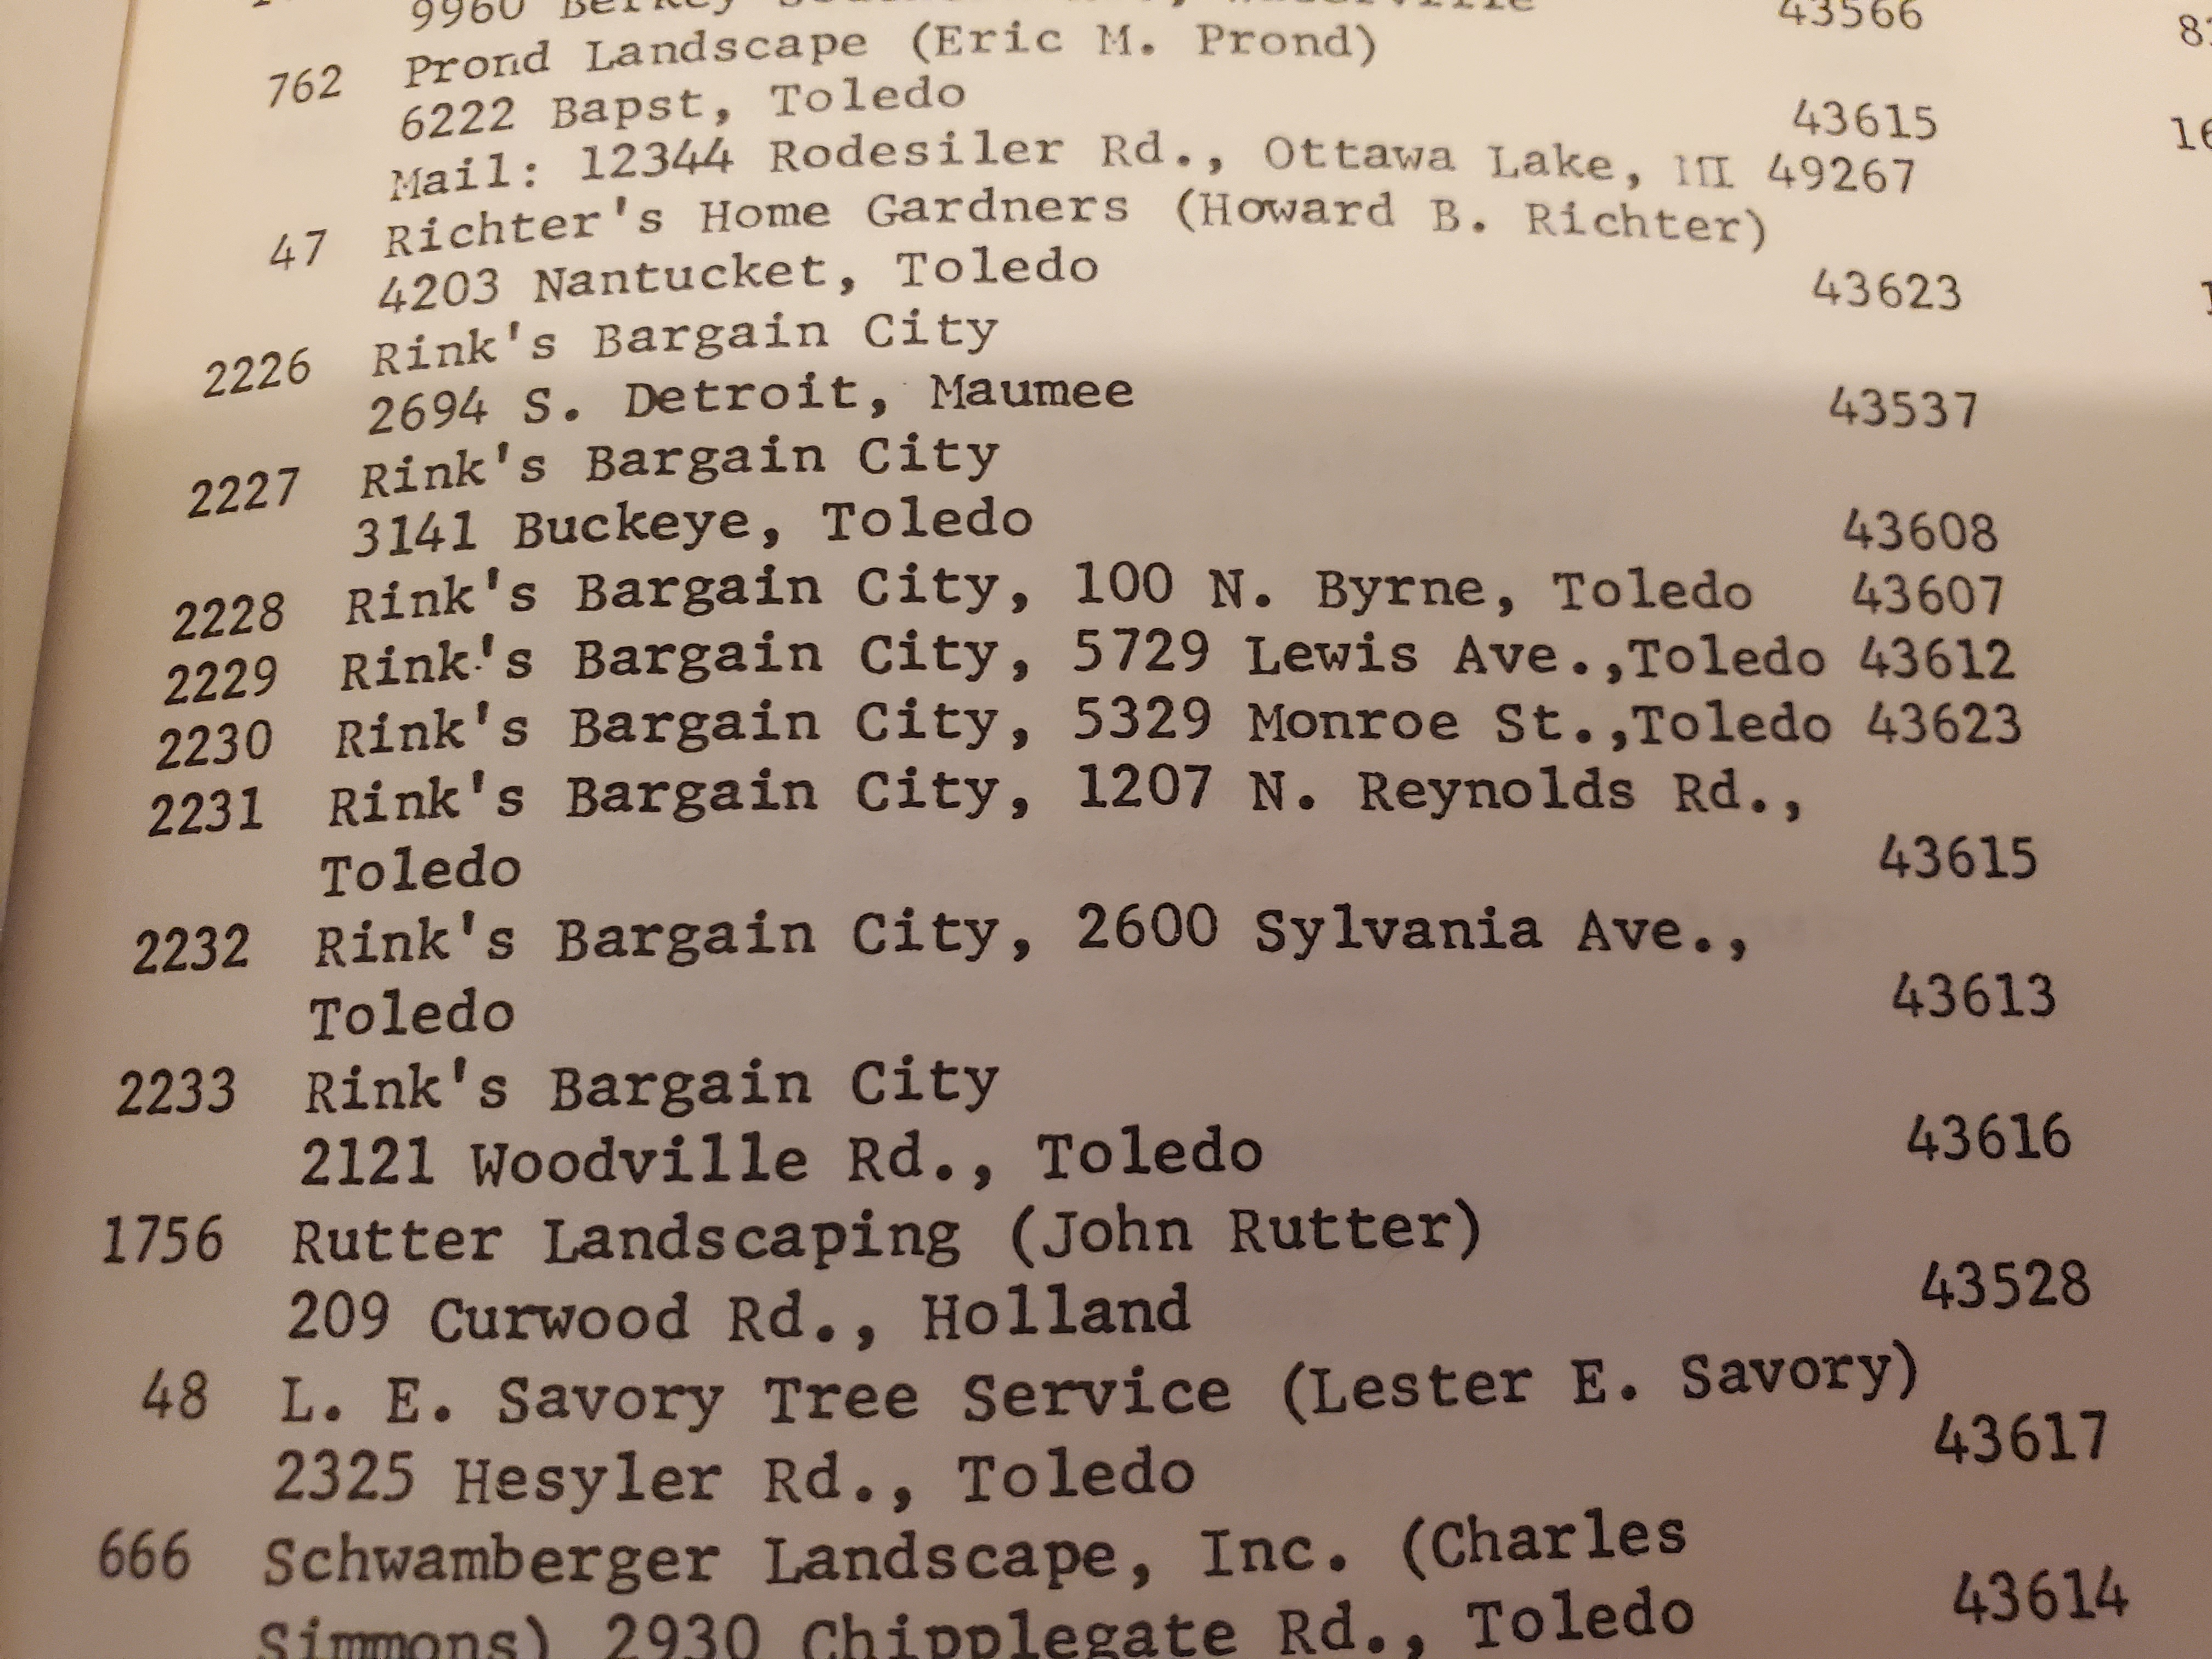 9960 Berkey 43566
762 Prond Landscape (Eric M. Prond)
6222 Bapst, Toledo 43615
Mail: 12344 Rodesiler Rd., Ottawa Lake, MI 49267
47 Richter's Home Gardners (Howard B. Richter)
4203 Nantucket, Toledo 43623
2226 Rink's Bargain City
2694 S. Detroit, Maumee 43537
2227 Rink's Bargain City
3141 Buckeye, Toledo 43608
2228 Rink's Bargain City, 100 N. Byrne, Toledo 43607
2229 Rink's Bargain City, 5729 Lewis Ave.,Toledo 43612
2230 Rink's Bargain City, 5329 Monroe St.,Toledo 43623
2231 Rink's Bargain City, 1207 N. Reynolds Rd.,
Toledo 43615
2232 Rink's Bargain City, 2600 Sylvania Ave.,
Toledo 43613
2233 Rink's Bargain City
2121 Woodville Rd., Toledo 43616
1756 Rutter Landscaping (John Rutter)
209 Curwood Rd., Holland 43528
48 L. E. Savory Tree Service (Lester E. Savory)
2325 Hesyler Rd., Toledo 43617
666 Schwamberger Landscape, Inc. (Charles
Simmons) 2930 Chipplegate Rd., Toledo 43614